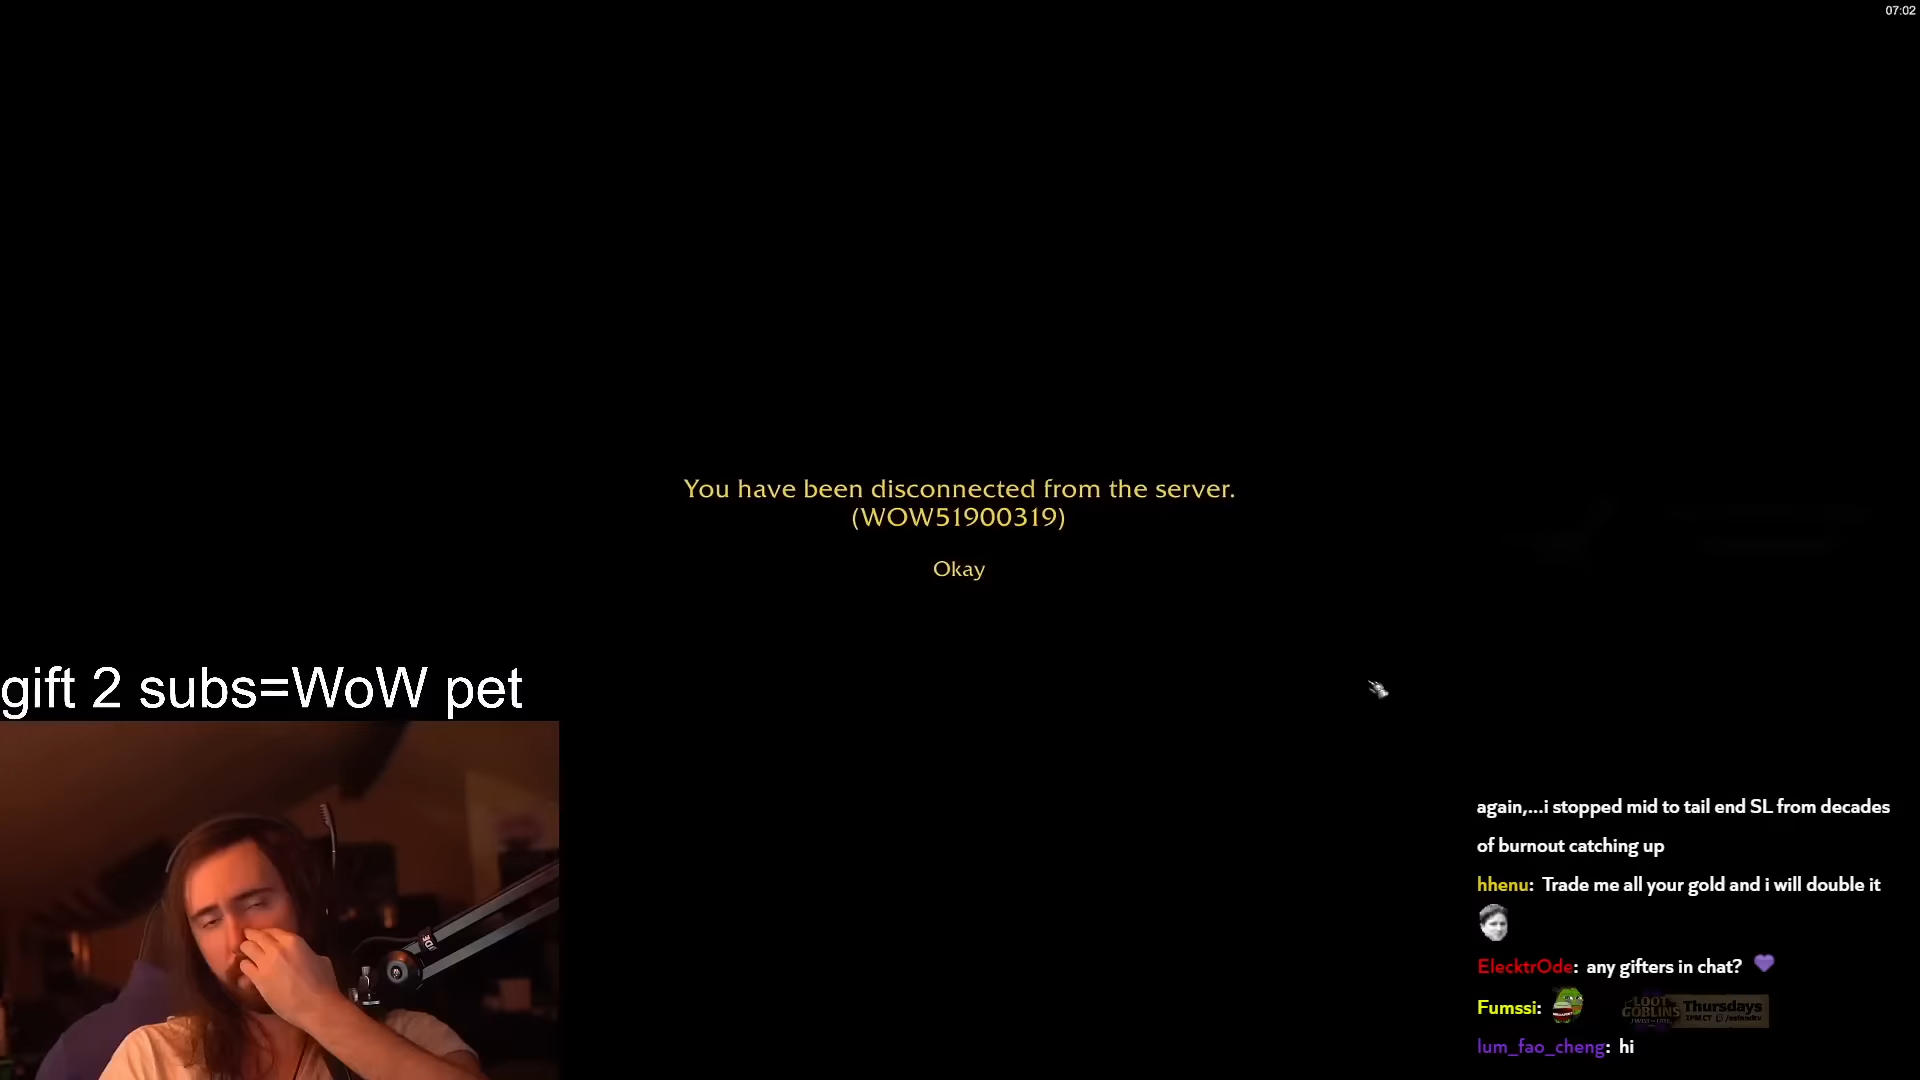 07:02
You have been disconnected from the server.
(WOW51900319)
Okay
gift 2 subs=WoW pet
again,...i stopped mid to tail end SL from decades
of burnout catching up
hhenu: Trade me all your gold and i will double it
ElecktrOde: any gifters in chat?
Fumssi:
LOOT
GOBLINS
Thursdays
lum_fao_cheng: hi